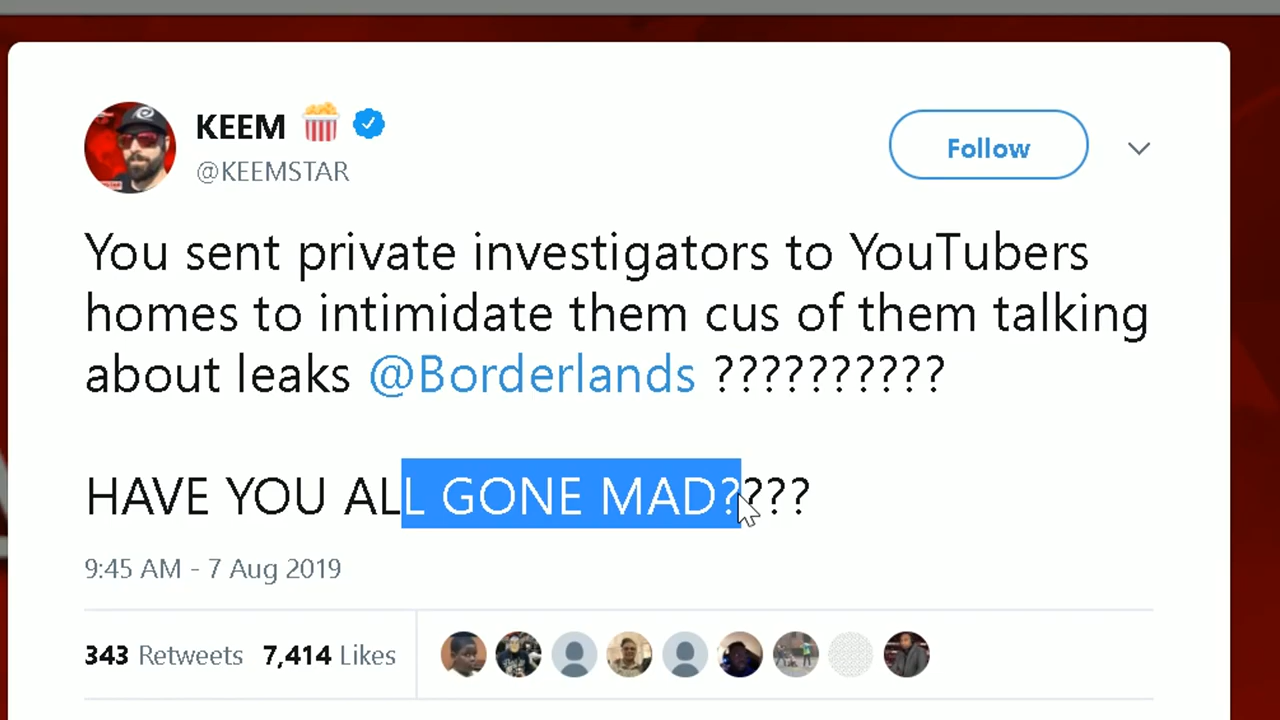 KEEM 🍿
@KEEMSTAR
Follow
You sent private investigators to YouTubers
homes to intimidate them cus of them talking
about leaks @Borderlands ??????????
HAVE YOU ALL GONE MAD????
9:45 AM - 7 Aug 2019
343 Retweets 7,414 Likes